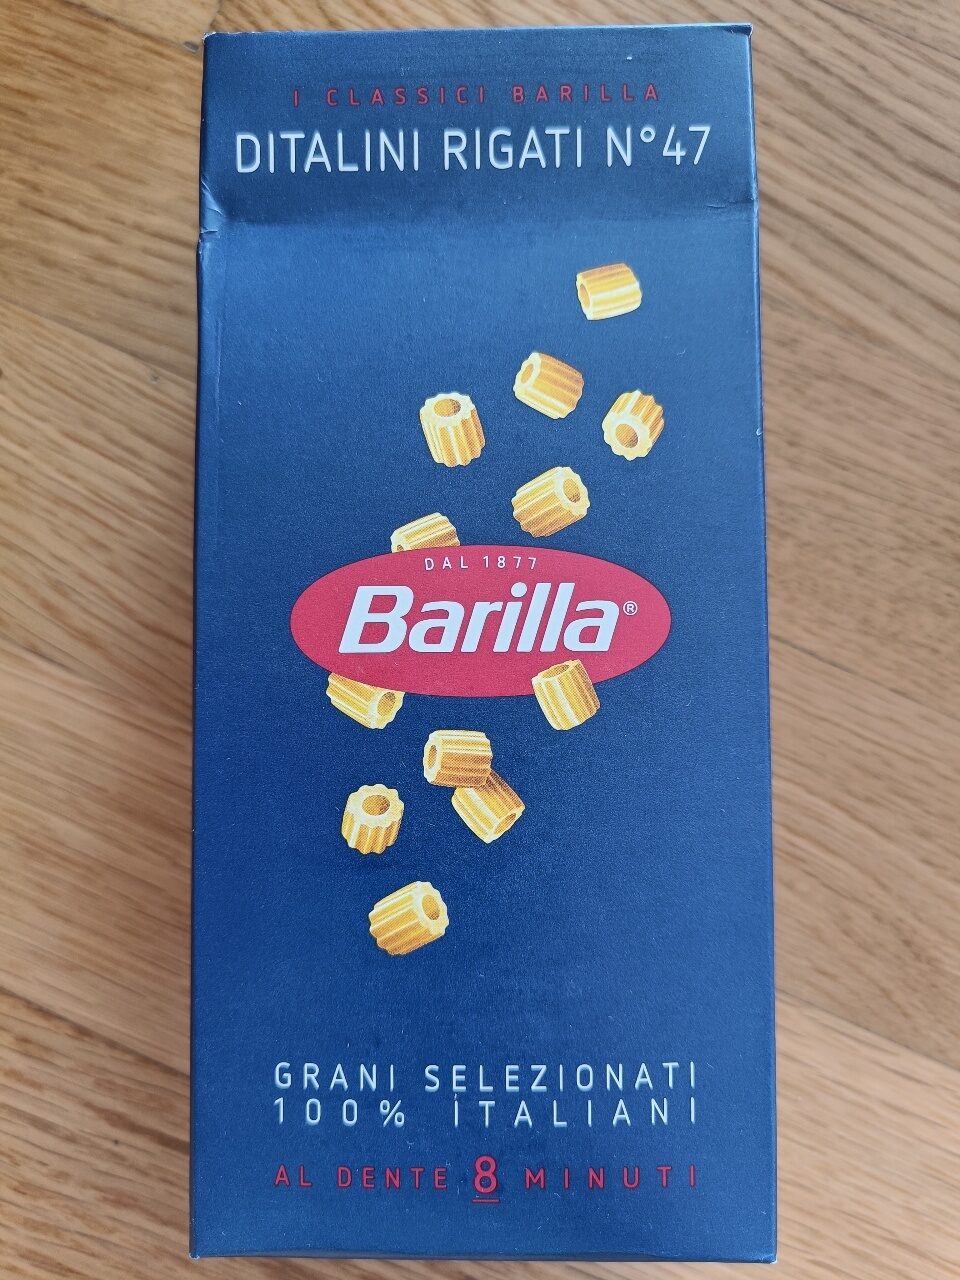 I CLASSICI BARILLA
DITALINI RIGATI N°47
DAL 1877
Barilla®
GRANI SELEZIONATI
100% ITALIANI
AL DENTE 8 MINUTI